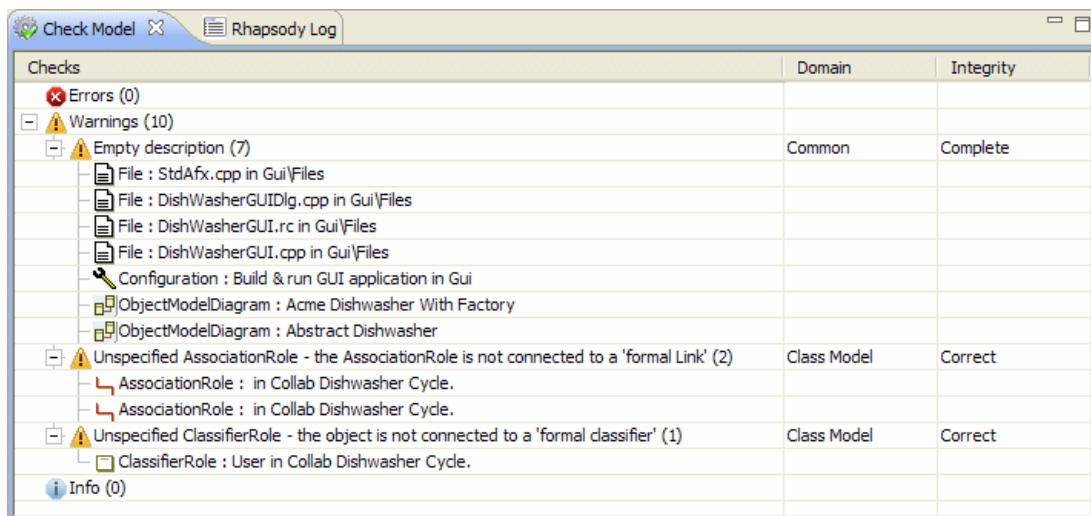 Check Model Rhapsody Log
Checks Domain Integrity
Errors (0)
Warnings (10)
Empty description (7) Common Complete
File : StdAfx.cpp in Gui\Files
File : DishWasherGUIDlg.cpp in Gui\Files
File : DishWasherGUI.rc in Gui\Files
File : DishWasherGUI.cpp in Gui\Files
Configuration : Build & run GUI application in Gui
ObjectModelDiagram : Acme Dishwasher With Factory
ObjectModelDiagram : Abstract Dishwasher
Unspecified AssociationRole - the AssociationRole is not connected to a 'formal Link' (2) Class Model Correct
AssociationRole : in Collab Dishwasher Cycle.
AssociationRole : in Collab Dishwasher Cycle.
Unspecified ClassifierRole - the object is not connected to a 'formal classifier' (1) Class Model Correct
ClassifierRole : User in Collab Dishwasher Cycle.
Info (0)